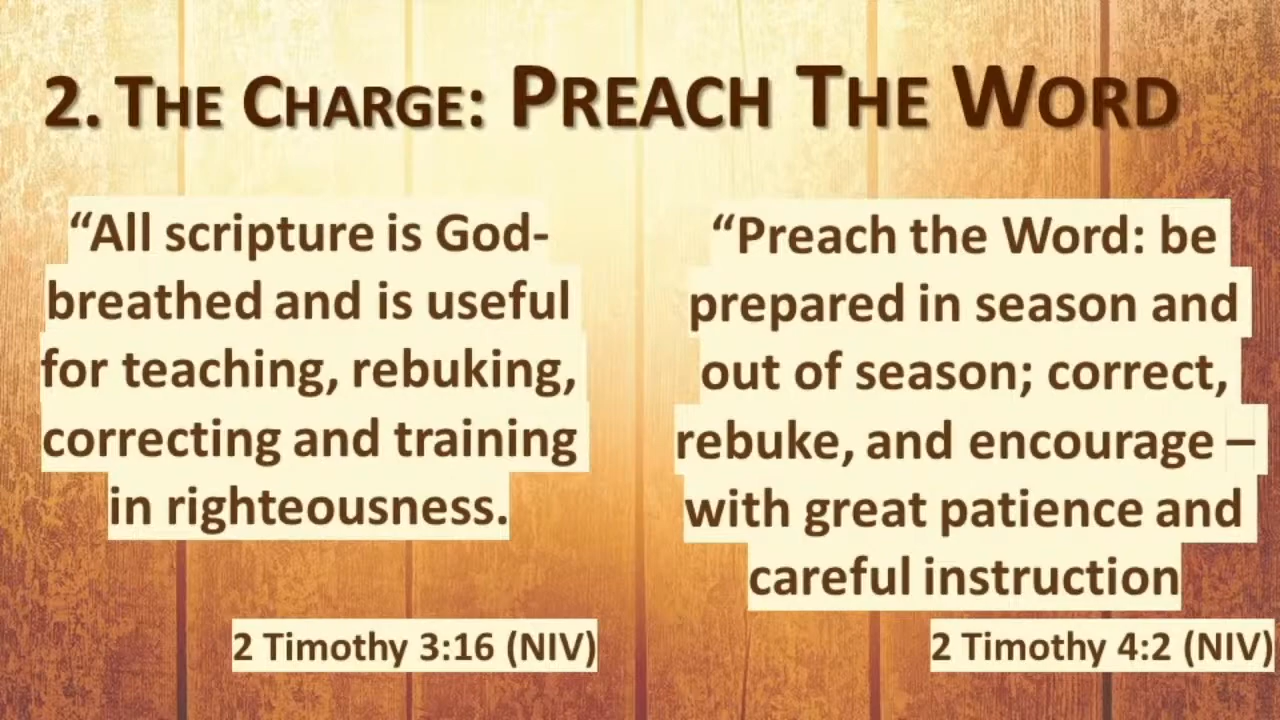 2. THE CHARGE: PREACH THE WORD
“All scripture is God-
breathed and is useful
for teaching, rebuking,
correcting and training
in righteousness.
2 Timothy 3:16 (NIV)
“Preach the Word: be
prepared in season and
out of season; correct,
rebuke, and encourage –
with great patience and
careful instruction
2 Timothy 4:2 (NIV)